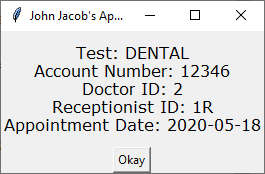 John Jacob's Ap...
Test: DENTAL
Account Number: 12346
Doctor ID: 2
Receptionist ID: 1R
Appointment Date: 2020-05-18
Okay